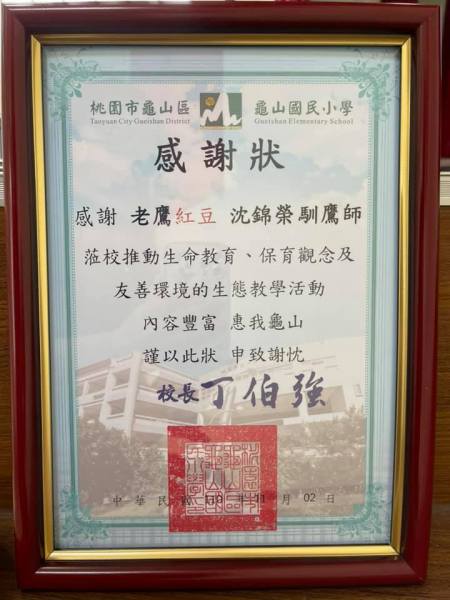 桃園市龜山區 龜山國民小學
Taoyuan City Gueishan District Gueishan Elementary School
感謝狀
感謝 老鷹紅豆 沈錦榮馴鷹師
蒞校推動生命教育、保育觀念及
友善環境的生態教學活動
內容豐富 惠我龜山
謹以此狀 申致謝忱
校長 丁伯強
中華民國 年 11 月 02 日